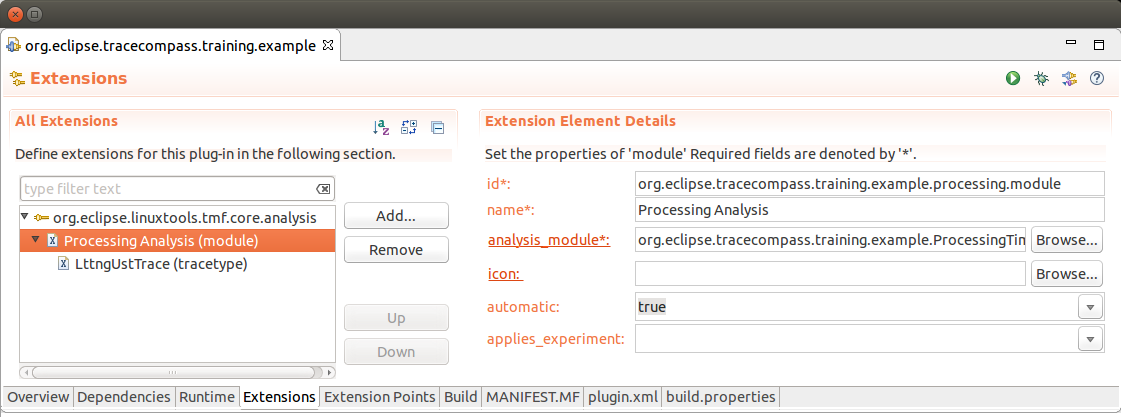 org.eclipse.tracecompass.training.example
Extensions
All Extensions
Define extensions for this plug-in in the following section.
type filter text
org.eclipse.linuxtools.tmf.core.analysis
Processing Analysis (module)
LttngUstTrace (tracetype)
Add...
Remove
Up
Down
Extension Element Details
Set the properties of 'module' Required fields are denoted by '*'.
id*: org.eclipse.tracecompass.training.example.processing.module
name*: Processing Analysis
analysis_module*: org.eclipse.tracecompass.training.example.ProcessingTim Browse...
icon: Browse...
automatic: true
applies_experiment:
Overview Dependencies Runtime Extensions Extension Points Build MANIFEST.MF plugin.xml build.properties